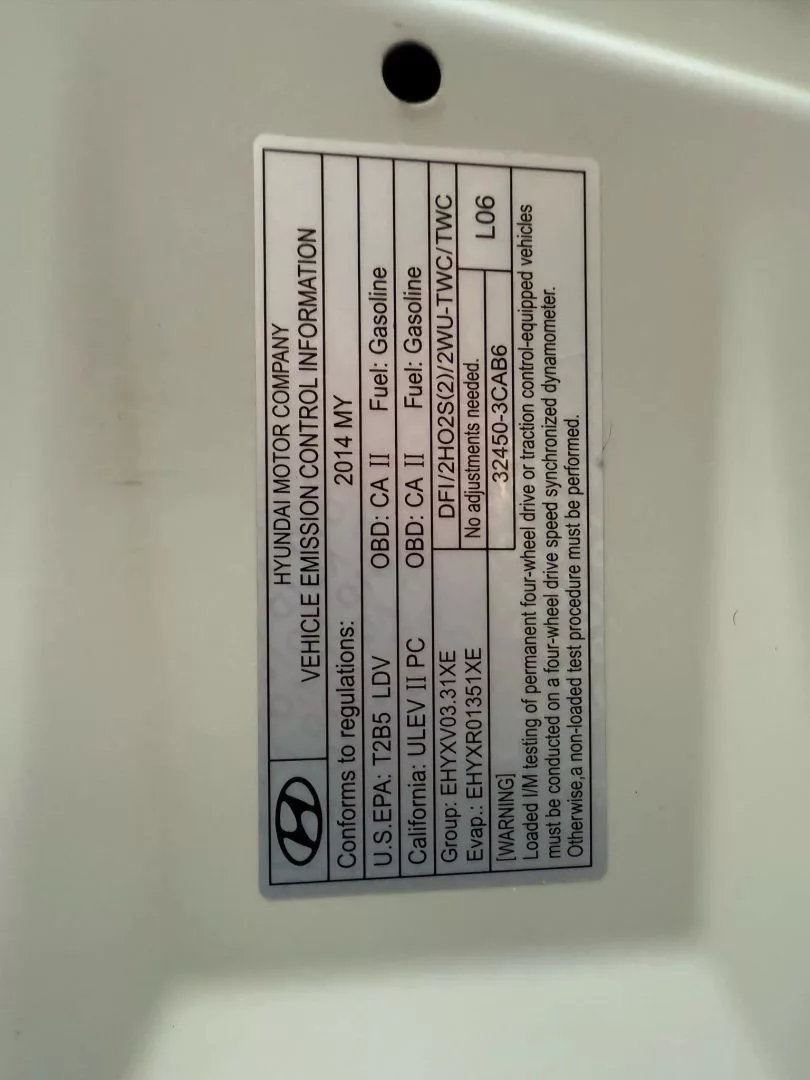 HYUNDAI MOTOR COMPANY
VEHICLE EMISSION CONTROL INFORMATION
Conforms to regulations: 2014 MY
U.S.EPA: T2B5 LDV OBD: CA II Fuel: Gasoline
California: ULEV II PC OBD: CA II Fuel: Gasoline
Group: EHYXV03.31XE DFI/2HO2S(2)/2WU-TWC/TWC
Evap.: EHYXR01351XE No adjustments needed. L06
[WARNING] 32450-3CAB6
Loaded I/M testing of permanent four-wheel drive or traction control-equipped vehicles
must be conducted on a four-wheel drive speed synchronized dynamometer.
Otherwise,a non-loaded test procedure must be performed.